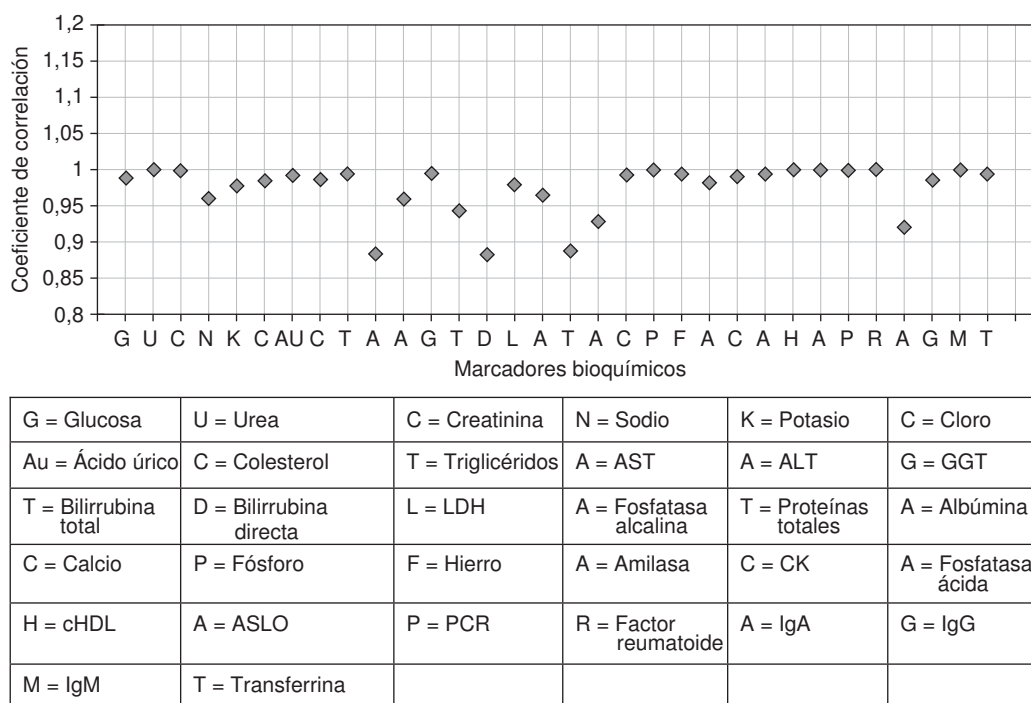 Coeficiente de correlación
1,2
1,15
1,1
1,05
1
0,95
0,9
0,85
0,8
G U C N K C AU C T A A G T D L A T A C P F A C A H A P R A G M T
Marcadores bioquímicos
G = Glucosa U = Urea C = Creatinina N = Sodio K = Potasio C = Cloro
Au = Ácido úrico C = Colesterol T = Triglicéridos A = AST A = ALT G = GGT
T = Bilirrubina total D = Bilirrubina directa L = LDH A = Fosfatasa alcalina T = Proteínas totales A = Albúmina
C = Calcio P = Fósforo F = Hierro A = Amilasa C = CK A = Fosfatasa ácida
H = cHDL A = ASLO P = PCR R = Factor reumatoide A = IgA G = IgG
M = IgM T = Transferrina